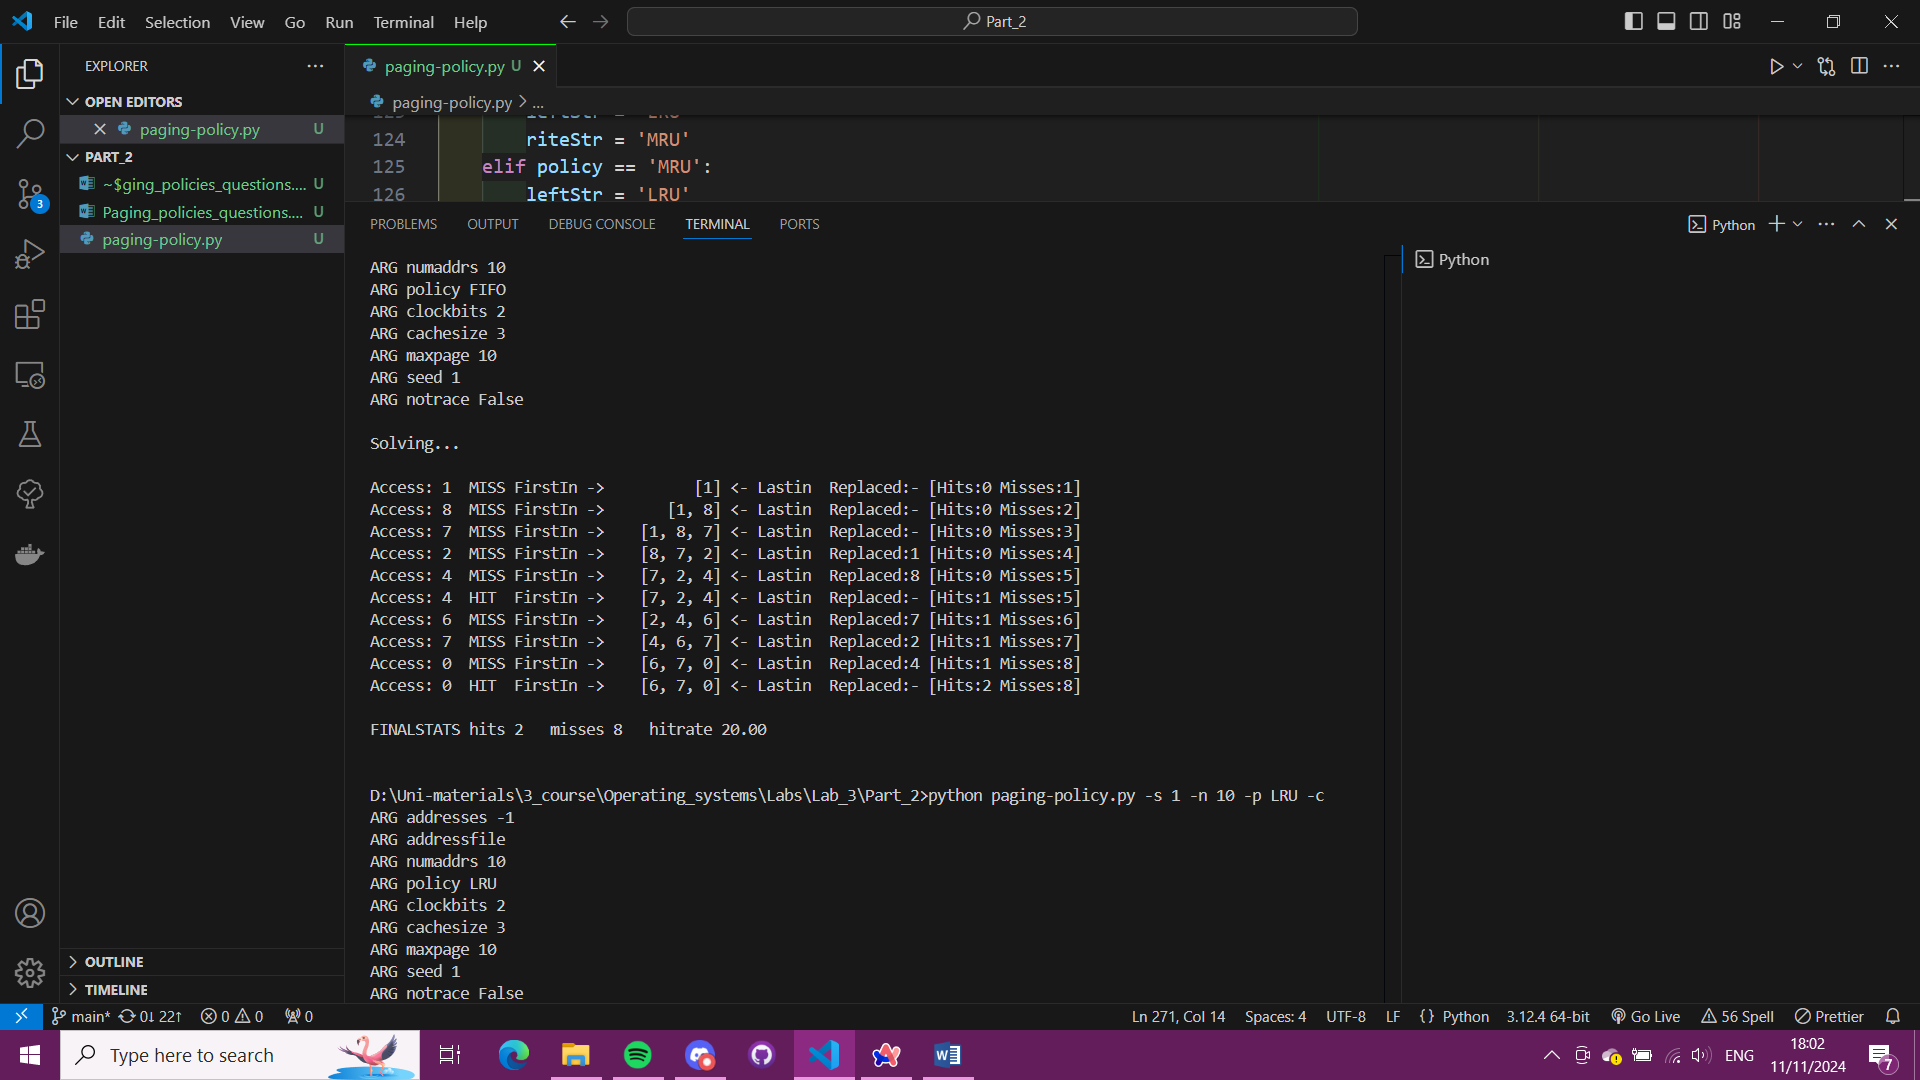 File Edit Selection View Go Run Terminal Help
Part_2
EXPLORER
OPEN EDITORS
paging-policy.py U
PART_2
~$ging_policies_questions.... U
Paging_policies_questions.... U
paging-policy.py U
OUTLINE
TIMELINE
paging-policy.py U
paging-policy.py > ...
124 riteStr = 'MRU'
125 elif policy == 'MRU':
126 leftStr = 'LRU'
PROBLEMS OUTPUT DEBUG CONSOLE TERMINAL PORTS
Python
Python
ARG numaddrs 10
ARG policy FIFO
ARG clockbits 2
ARG cachesize 3
ARG maxpage 10
ARG seed 1
ARG notrace False
Solving...
Access: 1 MISS FirstIn -> [1] <- Lastin Replaced:- [Hits:0 Misses:1]
Access: 8 MISS FirstIn -> [1, 8] <- Lastin Replaced:- [Hits:0 Misses:2]
Access: 7 MISS FirstIn -> [1, 8, 7] <- Lastin Replaced:- [Hits:0 Misses:3]
Access: 2 MISS FirstIn -> [8, 7, 2] <- Lastin Replaced:1 [Hits:0 Misses:4]
Access: 4 MISS FirstIn -> [7, 2, 4] <- Lastin Replaced:8 [Hits:0 Misses:5]
Access: 4 HIT FirstIn -> [7, 2, 4] <- Lastin Replaced:- [Hits:1 Misses:5]
Access: 6 MISS FirstIn -> [2, 4, 6] <- Lastin Replaced:7 [Hits:1 Misses:6]
Access: 7 MISS FirstIn -> [4, 6, 7] <- Lastin Replaced:2 [Hits:1 Misses:7]
Access: 0 MISS FirstIn -> [6, 7, 0] <- Lastin Replaced:4 [Hits:1 Misses:8]
Access: 0 HIT FirstIn -> [6, 7, 0] <- Lastin Replaced:- [Hits:2 Misses:8]
FINALSTATS hits 2 misses 8 hitrate 20.00
D:\Uni-materials\3_course\Operating_systems\Labs\Lab_3\Part_2>python paging-policy.py -s 1 -n 10 -p LRU -c
ARG addresses -1
ARG addressfile
ARG numaddrs 10
ARG policy LRU
ARG clockbits 2
ARG cachesize 3
ARG maxpage 10
ARG seed 1
ARG notrace False
3
main* 0↓ 22↑ 0 0 0
Ln 271, Col 14 Spaces: 4 UTF-8 LF {} Python 3.12.4 64-bit Go Live 56 Spell Prettier
Type here to search
ENG
18:02
11/11/2024
7